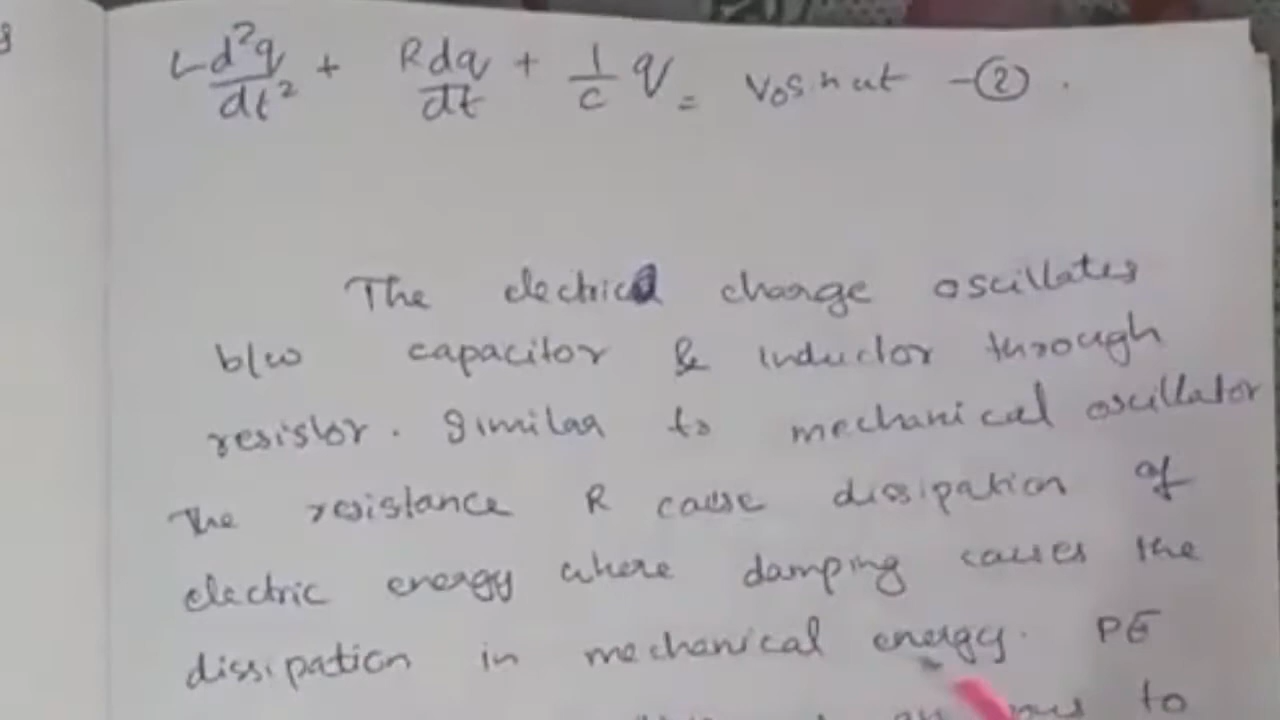 L d²q/dt² + R dq/dt + 1/c q = V₀ sin ωt -②.
The electrical charge oscillates
b/w capacitor & inductor through
resistor. Similar to mechanical oscillator
The resistance R cause dissipation of
electric energy where damping causes the
dissipation in mechanical energy. PE
to